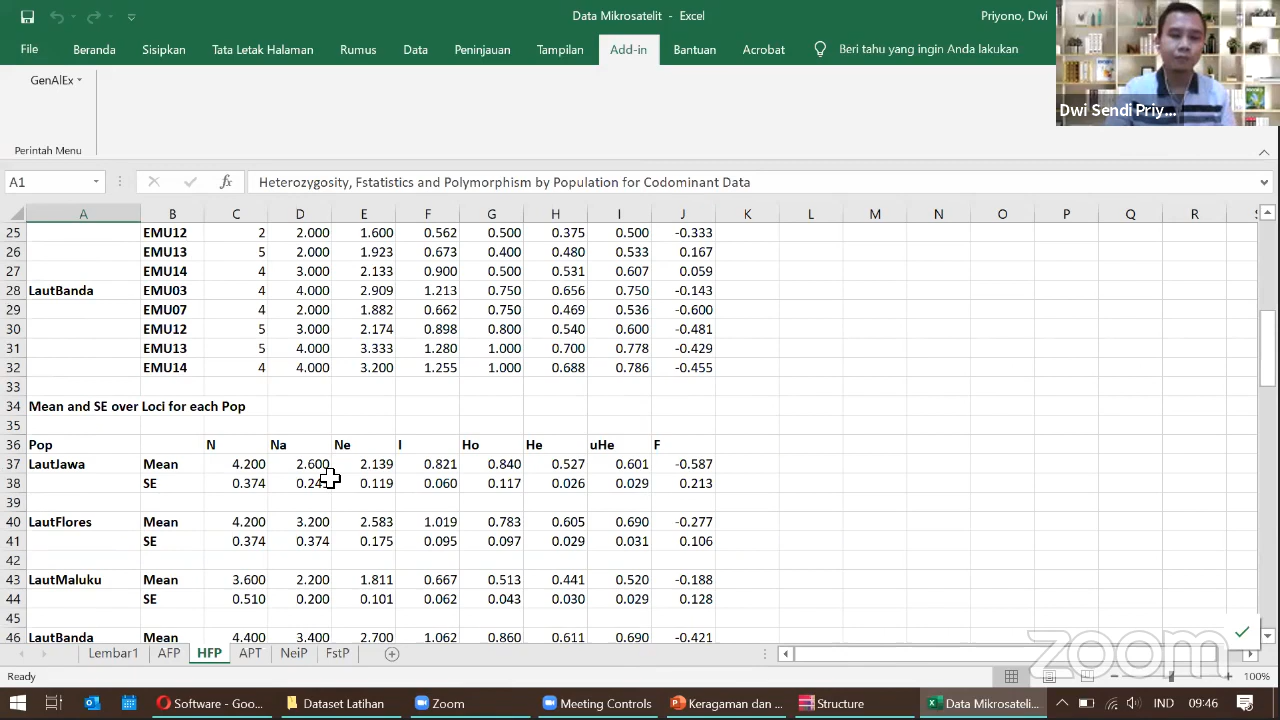 Data Mikrosatelit - Excel
Priyono, Dwi
File Beranda Sisipkan Tata Letak Halaman Rumus Data Peninjauan Tampilan Add-in Bantuan Acrobat Beri tahu yang ingin Anda lakukan
GenAlEx
Perintah Menu
Dwi Sendi Priy...
A1 fx Heterozygosity, Fstatistics and Polymorphism by Population for Codominant Data
A B C D E F G H I J K L M N O P Q R
25 EMU12 2 2.000 1.600 0.562 0.500 0.375 0.500 -0.333
26 EMU13 5 2.000 1.923 0.673 0.400 0.480 0.533 0.167
27 EMU14 4 3.000 2.133 0.900 0.500 0.531 0.607 0.059
28 LautBanda EMU03 4 4.000 2.909 1.213 0.750 0.656 0.750 -0.143
29 EMU07 4 2.000 1.882 0.662 0.750 0.469 0.536 -0.600
30 EMU12 5 3.000 2.174 0.898 0.800 0.540 0.600 -0.481
31 EMU13 5 4.000 3.333 1.280 1.000 0.700 0.778 -0.429
32 EMU14 4 4.000 3.200 1.255 1.000 0.688 0.786 -0.455
33
34 Mean and SE over Loci for each Pop
35
36 Pop N Na Ne I Ho He uHe F
37 LautJawa Mean 4.200 2.600 2.139 0.821 0.840 0.527 0.601 -0.587
38 SE 0.374 0.119 0.060 0.117 0.026 0.029 0.213
39
40 LautFlores Mean 4.200 3.200 2.583 1.019 0.783 0.605 0.690 -0.277
41 SE 0.374 0.374 0.175 0.095 0.097 0.029 0.031 0.106
42
43 LautMaluku Mean 3.600 2.200 1.811 0.667 0.513 0.441 0.520 -0.188
44 SE 0.510 0.200 0.101 0.062 0.043 0.030 0.029 0.128
45
46 LautBanda Mean 4.400 3.400 2.700 1.062 0.860 0.611 0.690 -0.421
Lembar1 AFP HFP APT NeiP FstP
zoom
Ready 100%
Software - Goo... Dataset Latihan Zoom Meeting Controls Keragaman dan ... Structure Data Mikrosateli... IND 09:46